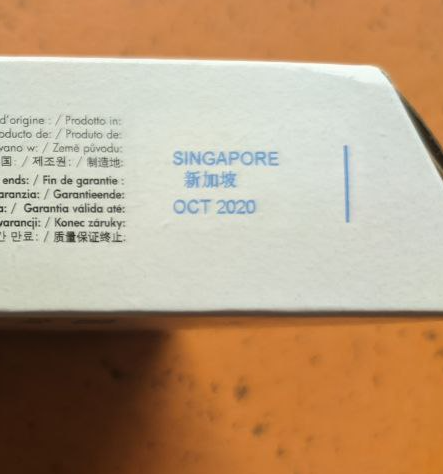 d'origine : / Prodotto in:
oducto de: / Produto de:
vano w: / Země původu:
国: / 제조원: / 制造地:
ends: / Fin de garantie :
aranzia: / Garantieende:
a: / Garantia válida até:
warancji: / Konec záruky:
간 만료: / 质量保证终止:
SINGAPORE
新加坡
OCT 2020